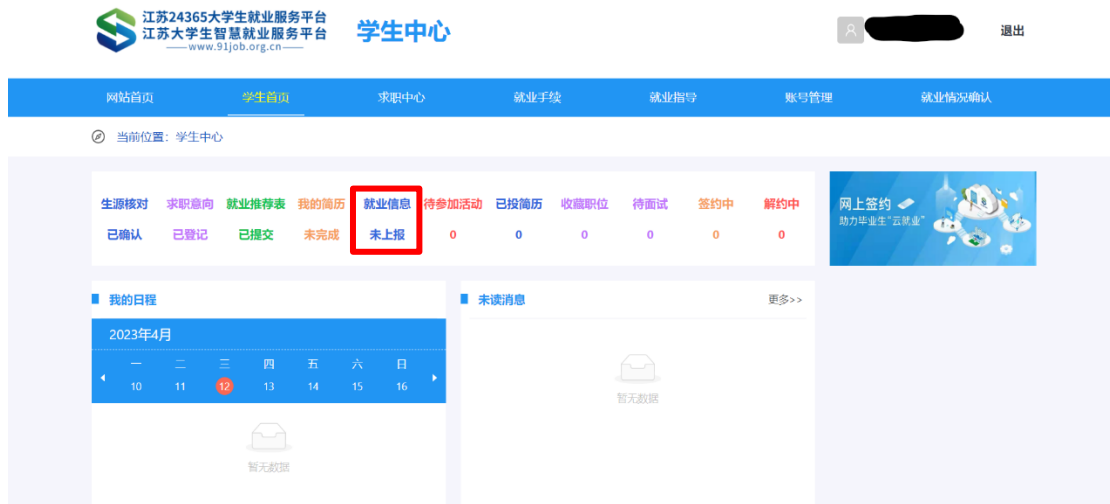 江苏24365大学生就业服务平台
江苏大学生智慧就业服务平台
www.91job.org.cn
学生中心
退出
网站首页 学生首页 求职中心 就业手续 就业指导 账号管理 就业情况确认
当前位置：学生中心
生源核对 求职意向 就业推荐表 我的简历 就业信息 待参加活动 已投简历 收藏职位 待面试 签约中 解约中
已确认 已登记 已提交 未完成 未上报 0 0 0 0 0 0
网上签约
助力毕业生“云就业”
我的日程
2023年4月
一 二 三 四 五 六 日
10 11 12 13 14 15 16
暂无数据
未读消息 更多>>
暂无数据